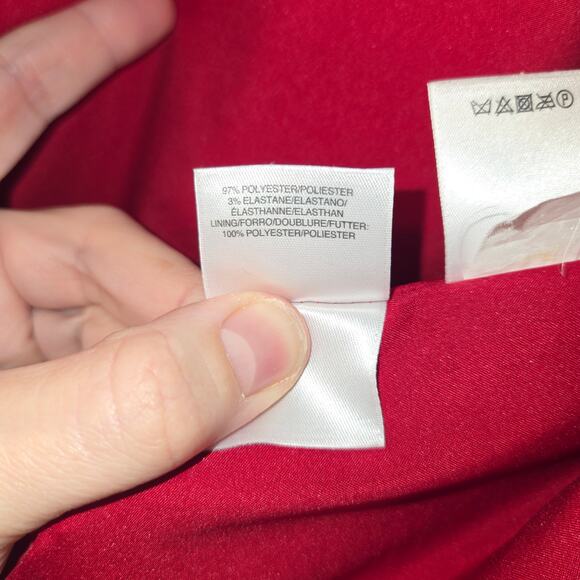 97% POLYESTER/POLIESTER
3% ELASTANE/ELASTANO/
ÉLASTHANNE/ELASTHAN
LINING/FORRO/DOUBLURE/FUTTER:
100% POLYESTER/POLIESTER
P